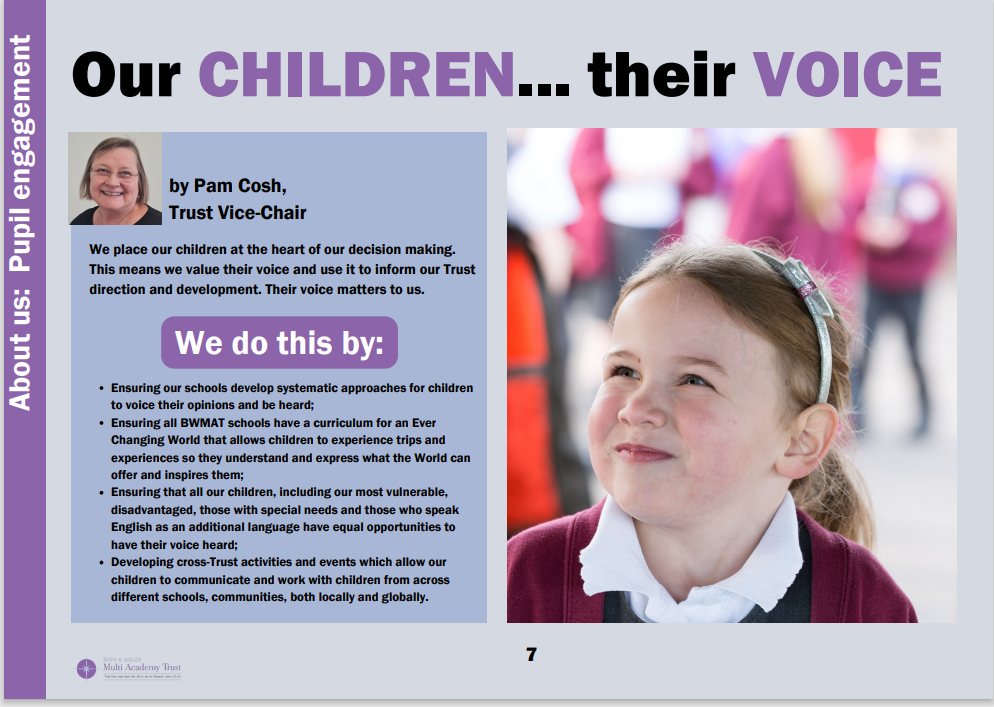 About us: Pupil engagement
Our CHILDREN... their VOICE
by Pam Cosh,
Trust Vice-Chair
We place our children at the heart of our decision making.
This means we value their voice and use it to inform our Trust
direction and development. Their voice matters to us.
We do this by:
• Ensuring our schools develop systematic approaches for children
to voice their opinions and be heard;
• Ensuring all BWMAT schools have a curriculum for an Ever
Changing World that allows children to experience trips and
experiences so they understand and express what the World can
offer and inspires them;
• Ensuring that all our children, including our most vulnerable,
disadvantaged, those with special needs and those who speak
English as an additional language have equal opportunities to
have their voice heard;
• Developing cross-Trust activities and events which allow our
children to communicate and work with children from across
different schools, communities, both locally and globally.
BATH & WELLS
Multi Academy Trust
7